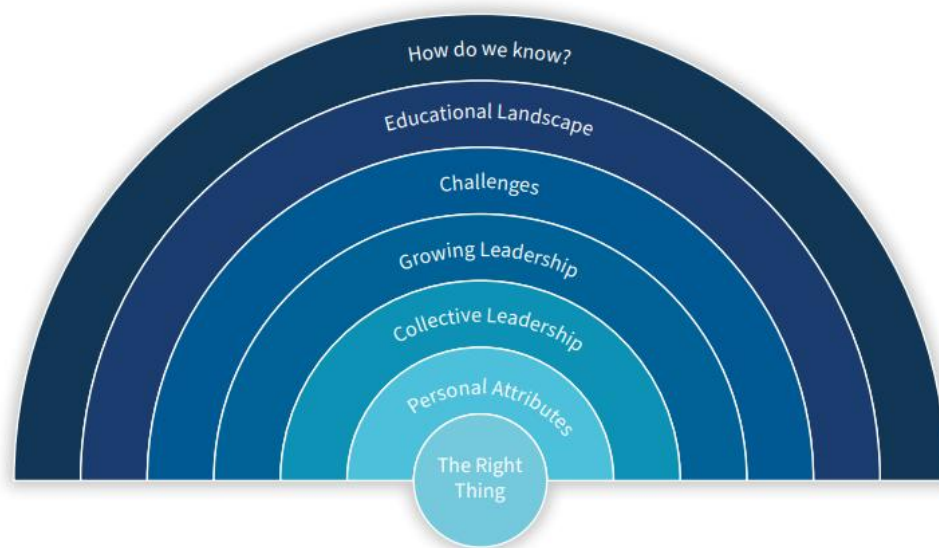 How do we know?
Educational Landscape
Challenges
Growing Leadership
Collective Leadership
Personal Attributes
The Right
Thing